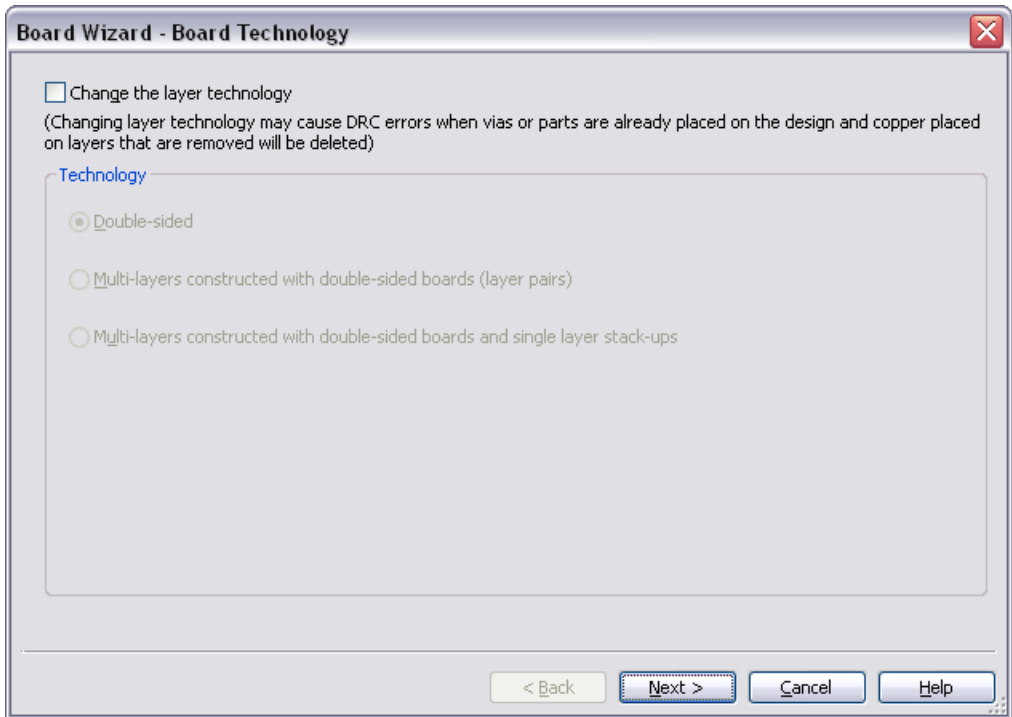 Board Wizard - Board Technology
Change the layer technology
(Changing layer technology may cause DRC errors when vias or parts are already placed on the design and copper placed
on layers that are removed will be deleted)
Technology
Double-sided
Multi-layers constructed with double-sided boards (layer pairs)
Multi-layers constructed with double-sided boards and single layer stack-ups
< Back Next > Cancel Help